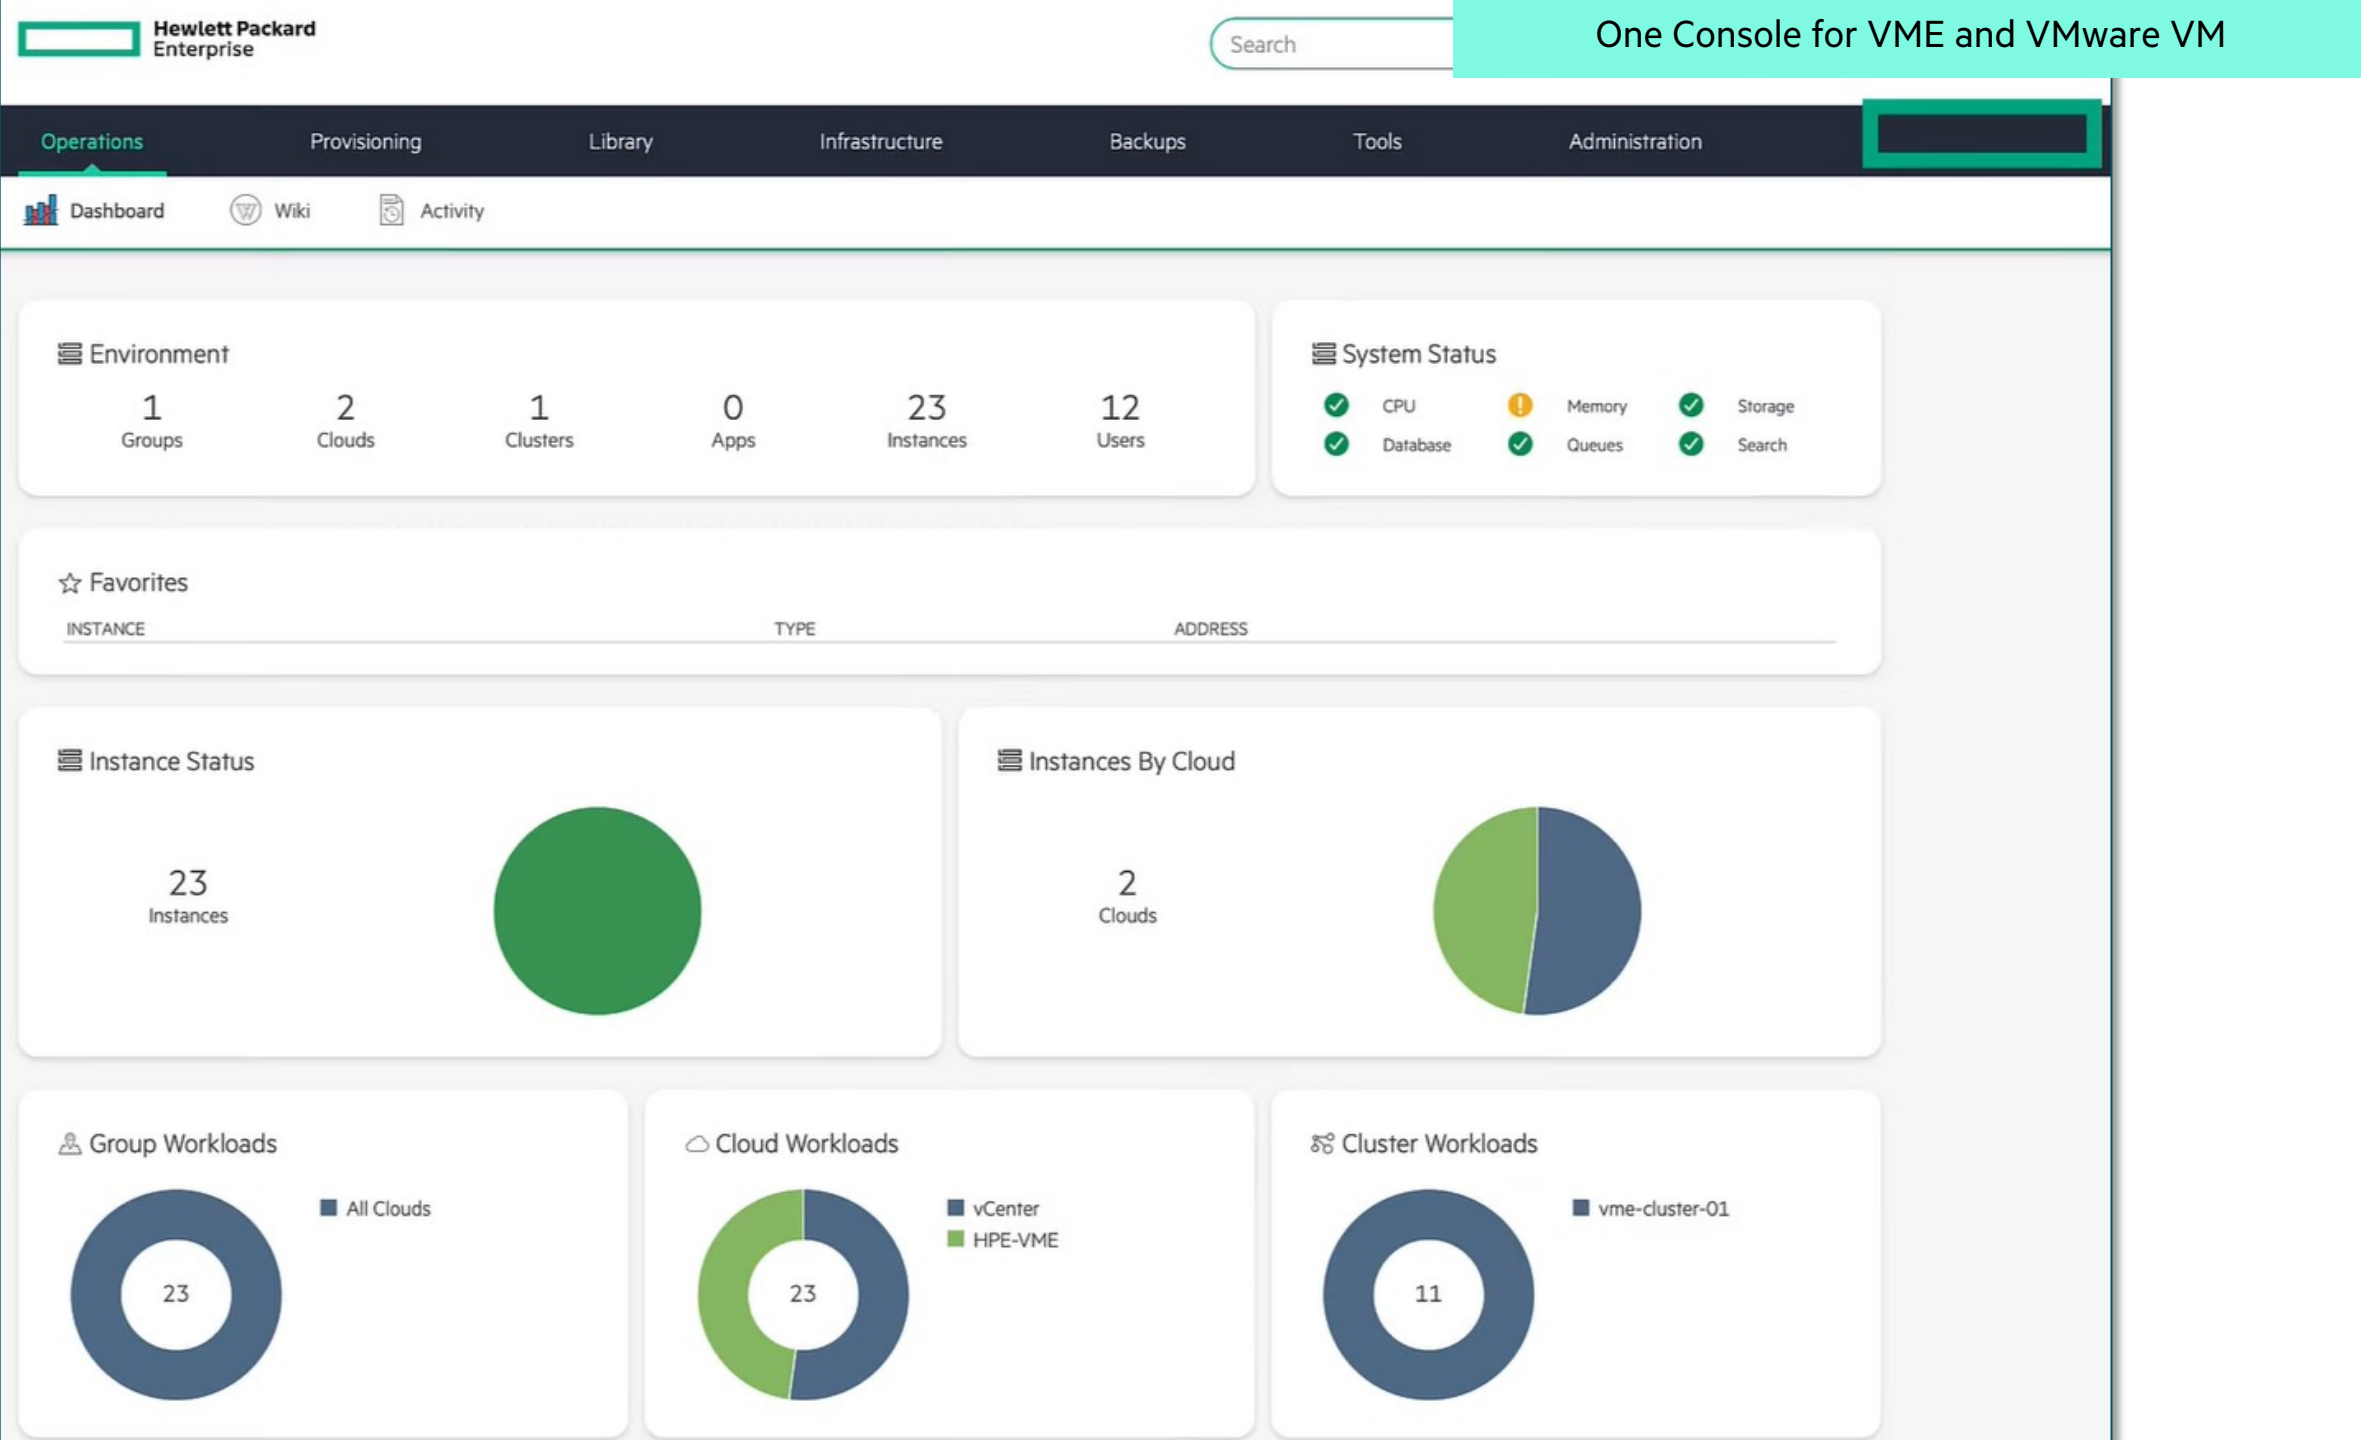 Hewlett Packard
Enterprise
Search
One Console for VME and VMware VM
Operations Provisioning Library Infrastructure Backups Tools Administration
Dashboard Wiki Activity
Environment
1 2 1 0 23 12
Groups Clouds Clusters Apps Instances Users
System Status
CPU Memory Storage
Database Queues Search
Favorites
INSTANCE TYPE ADDRESS
Instance Status
23
Instances
Instances By Cloud
2
Clouds
Group Workloads
All Clouds
23
Cloud Workloads
vCenter
HPE-VME
23
Cluster Workloads
vme-cluster-01
11